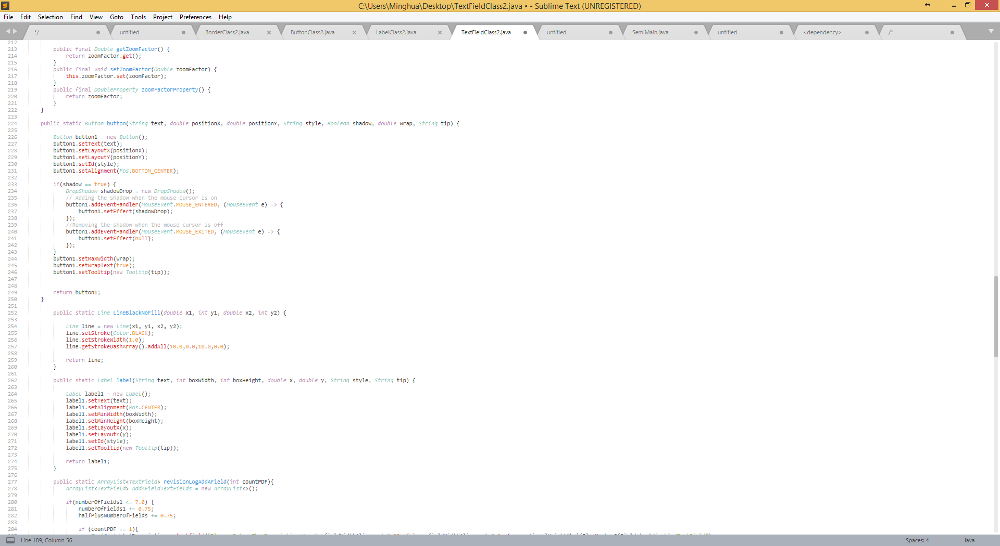 C:\Users\Minghua\Desktop\TextFieldClass2.java • - Sublime Text (UNREGISTERED)
File Edit Selection Find View Goto Tools Project Preferences Help
*/ untitled BorderClass2.java ButtonClass2.java LabelClass2.java TextFieldClass2.java untitled SemiMain.java untitled <dependency> /*
212
213 public final Double getZoomFactor() {
214 return zoomFactor.get();
215 }
216 public final void setZoomFactor(Double zoomFactor) {
217 this.zoomFactor.set(zoomFactor);
218 }
219 public final DoubleProperty zoomFactorProperty() {
220 return zoomFactor;
221 }
222 }
223
224 public static Button button(String text, double positionX, double positionY, String style, Boolean shadow, double wrap, String tip) {
225
226 Button button1 = new Button();
227 button1.setText(text);
228 button1.setLayoutX(positionX);
229 button1.setLayoutY(positionY);
230 button1.setId(style);
231 button1.setAlignment(Pos.BOTTOM_CENTER);
232
233 if(shadow == true) {
234 DropShadow shadowDrop = new DropShadow();
235 // Adding the shadow when the mouse cursor is on
236 button1.addEventHandler(MouseEvent.MOUSE_ENTERED, (MouseEvent e) -> {
237 button1.setEffect(shadowDrop);
238 });
239 //Removing the shadow when the mouse cursor is off
240 button1.addEventHandler(MouseEvent.MOUSE_EXITED, (MouseEvent e) -> {
241 button1.setEffect(null);
242 });
243 }
244 button1.setMaxWidth(wrap);
245 button1.setWrapText(true);
246 button1.setTooltip(new Tooltip(tip));
247
248
249 return button1;
250 }
251
252 public static Line LineBlackNoFill(double x1, int y1, double x2, int y2) {
253
254 Line line = new Line(x1, y1, x2, y2);
255 line.setStroke(Color.BLACK);
256 line.setStrokeWidth(1.0);
257 line.getStrokeDashArray().addAll(10.0,0.0,10.0,0.0);
258
259 return line;
260 }
261
262 public static Label label(String text, int boxWidth, int boxHeight, double x, double y, String style, String tip) {
263
264 Label label1 = new Label();
265 label1.setText(text);
266 label1.setAlignment(Pos.CENTER);
267 label1.setMinWidth(boxWidth);
268 label1.setMinHeight(boxHeight);
269 label1.setLayoutX(x);
270 label1.setLayoutY(y);
271 label1.setId(style);
272 label1.setTooltip(new Tooltip(tip));
273
274 return label1;
275 }
276
277 public static ArrayList<TextField> revisionLogAddAField(int countPDF){
278 ArrayList<TextField> AddAFieldTextFields = new ArrayList<>();
279
280 if(numberOfFields1 <= 7.0) {
281 numberOfFields1 += 0.75;
282 halfPlusNumberOfFields += 0.75;
283
284 if (countPDF == 1){
Line 189, Column 56 Spaces: 4 Java